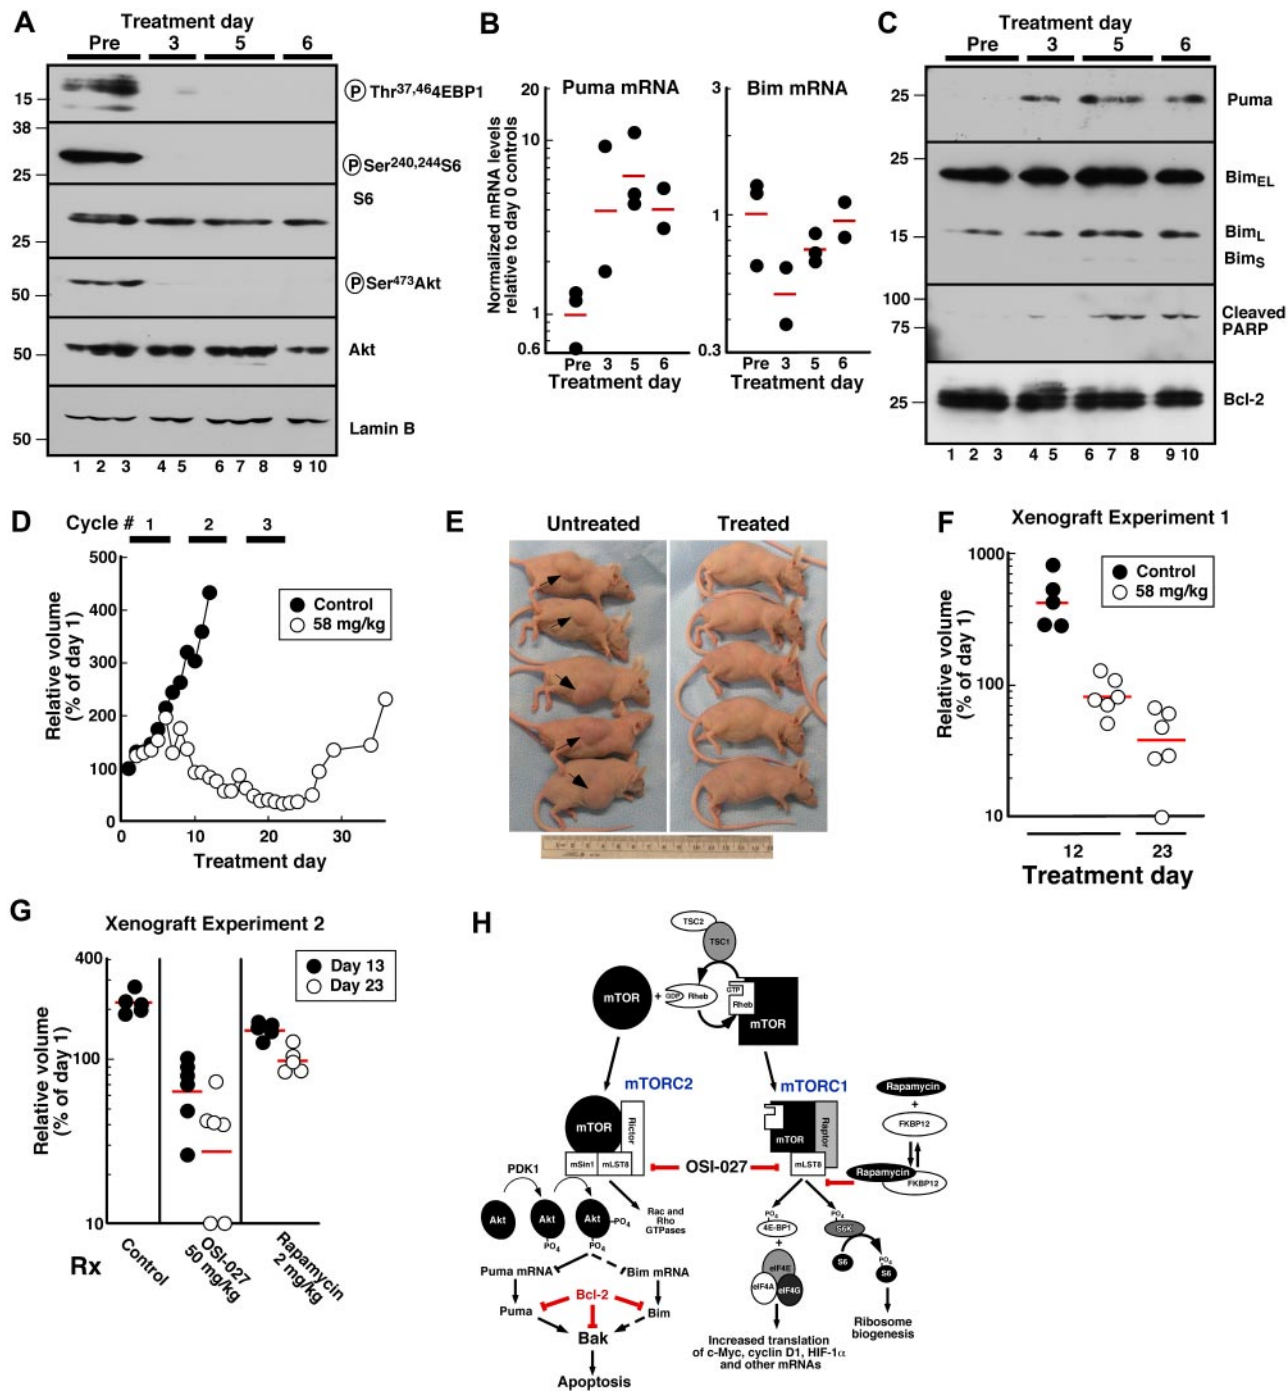 A
Treatment day
Pre 3 5 6
15
Ⓟ Thr37,464EBP1
38
25
ⓅSer240,244S6
S6
25
50
ⓅSer473Akt
50
Akt
50
Lamin B
1 2 3 4 5 6 7 8 9 10
B
Puma mRNA
Bim mRNA
Normalized mRNA levels
relative to day 0 controls
10
1
0.6
3
1
0.3
Pre 3 5 6
Treatment day
Pre 3 5 6
Treatment day
C
Treatment day
Pre 3 5 6
25
Puma
25
BimEL
15
BimL
BimS
100
75
Cleaved
PARP
25
Bcl-2
1 2 3 4 5 6 7 8 9 10
D
Cycle # 1 2 3
Relative volume
(% of day 1)
500
400
300
200
100
0
Control
58 mg/kg
0 10 20 30
Treatment day
E
Untreated
Treated
F
Xenograft Experiment 1
Relative volume
(% of day 1)
1000
100
10
Control
58 mg/kg
12 23
Treatment day
G
Xenograft Experiment 2
Relative volume
(% of day 1)
400
100
10
Day 13
Day 23
Rx
Control
OSI-027
50 mg/kg
Rapamycin
2 mg/kg
H
TSC2
TSC1
mTOR
+
GDP
Rheb
GTP
Rheb
mTOR
mTORC2
mTORC1
mTOR
Rictor
mSin1
mLST8
mTOR
Raptor
mLST8
OSI-027
Rapamycin
+
FKBP12
Rapamycin
FKBP12
PDK1
Akt
Akt
PO4
Akt
PO4
PO4
Rac and
Rho
GTPases
Puma mRNA
Bim mRNA
Bcl-2
Puma
Bim
Bak
Apoptosis
PO4
4E-BP1
+
eIF4E
eIF4A
eIF4G
PO4
S6K
S6
PO4
S6
Increased translation
of c-Myc, cyclin D1, HIF-1α
and other mRNAs
Ribosome
biogenesis